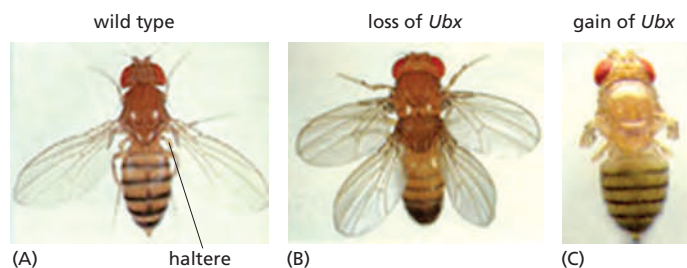 wild type
loss of Ubx
gain of Ubx
(A)
haltere
(B)
(C)